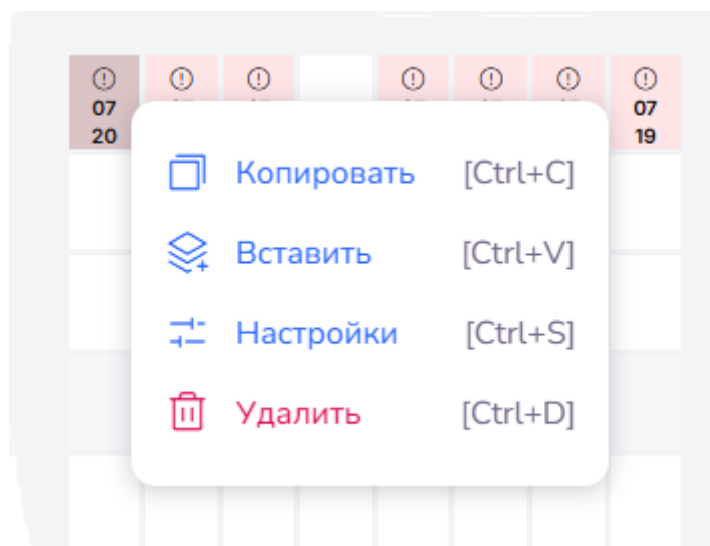 07 07
20 19
Копировать [Ctrl+C]
Вставить [Ctrl+V]
Настройки [Ctrl+S]
Удалить [Ctrl+D]